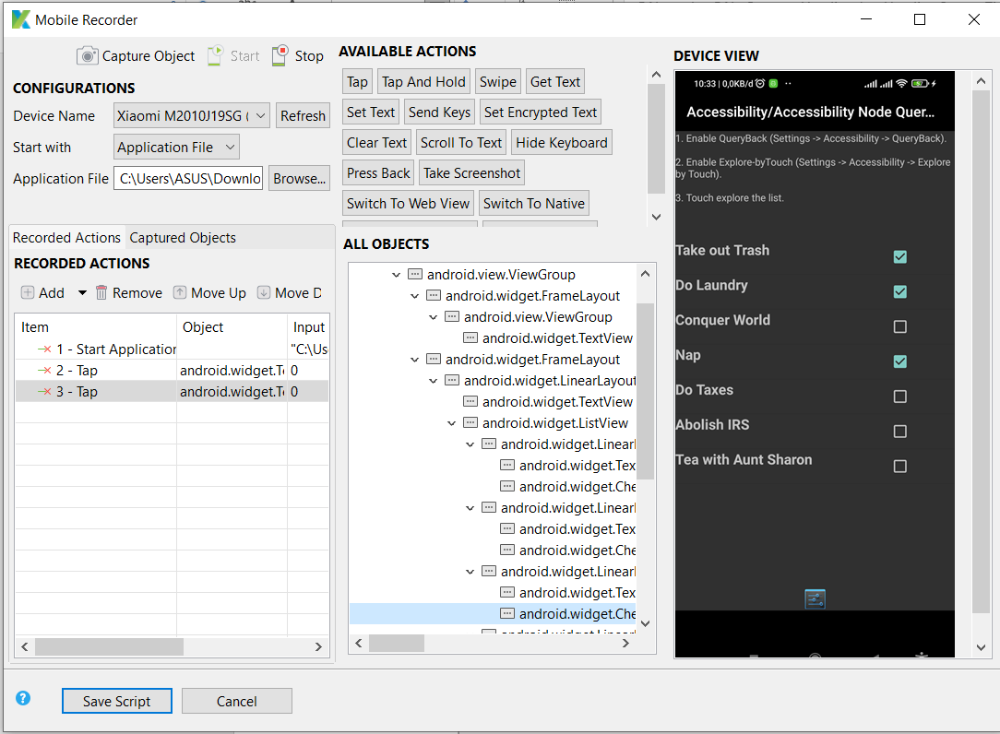 Mobile Recorder
Capture Object Start Stop
CONFIGURATIONS
Device Name Xiaomi M2010J19SG ( Refresh
Start with Application File
Application File C:\Users\ASUS\Downlo Browse...
Recorded Actions Captured Objects
RECORDED ACTIONS
Add Remove Move Up Move D
Item Object Input
1 - Start Application "C:\Us
2 - Tap android.widget.Te 0
3 - Tap android.widget.Te 0
AVAILABLE ACTIONS
Tap Tap And Hold Swipe Get Text
Set Text Send Keys Set Encrypted Text
Clear Text Scroll To Text Hide Keyboard
Press Back Take Screenshot
Switch To Web View Switch To Native
ALL OBJECTS
android.view.ViewGroup
android.widget.FrameLayout
android.view.ViewGroup
android.widget.TextView
android.widget.FrameLayout
android.widget.LinearLayout
android.widget.TextView
android.widget.ListView
android.widget.Linearl
android.widget.Tex
android.widget.Che
android.widget.Linearl
android.widget.Tex
android.widget.Che
android.widget.Linearl
android.widget.Tex
android.widget.Che
DEVICE VIEW
10:33 | 0,0KB/d
Accessibility/Accessibility Node Quer...
1. Enable QueryBack (Settings -> Accessibility -> QueryBack).
2. Enable Explore-byTouch (Settings -> Accessibility -> Explore
by Touch).
3. Touch explore the list.
Take out Trash
Do Laundry
Conquer World
Nap
Do Taxes
Abolish IRS
Tea with Aunt Sharon
? Save Script Cancel